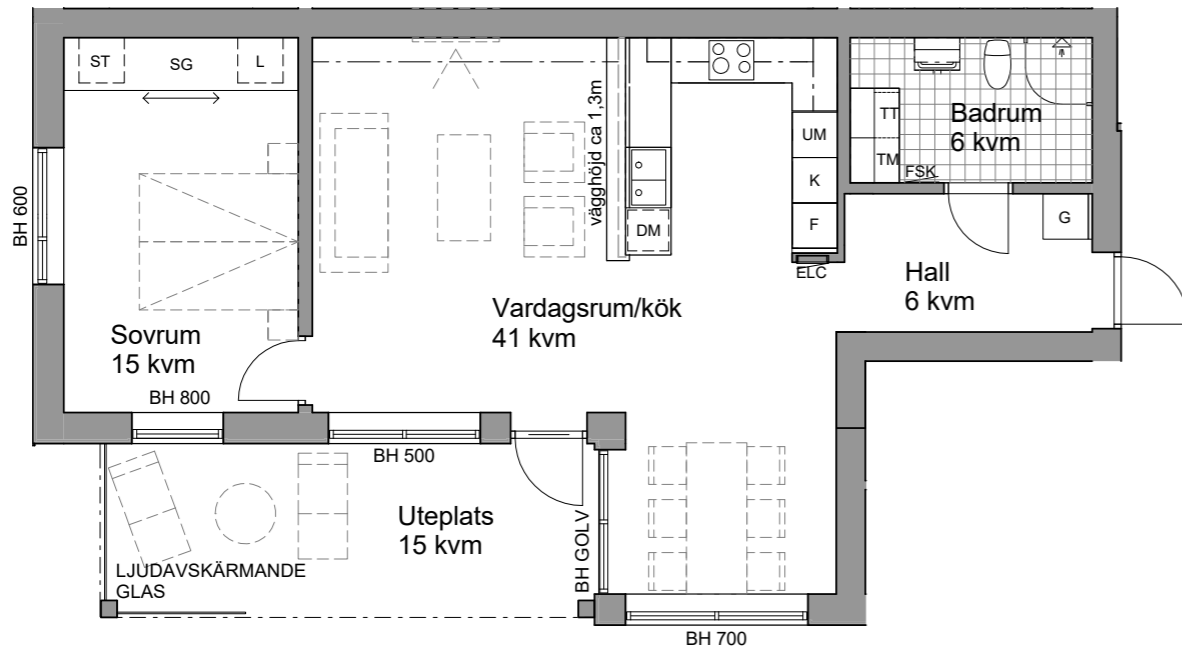 ST
SG
L
BH 600
Sovrum
15 kvm
BH 800
vägghöjd ca 1,3m
Vardagsrum/kök
41 kvm
DM
UM
K
F
ELC
TT
TM
FSK
Badrum
6 kvm
G
Hall
6 kvm
BH 500
Uteplats
15 kvm
LJUDAVSKÄRMANDE
GLAS
BH GOLV
BH 700